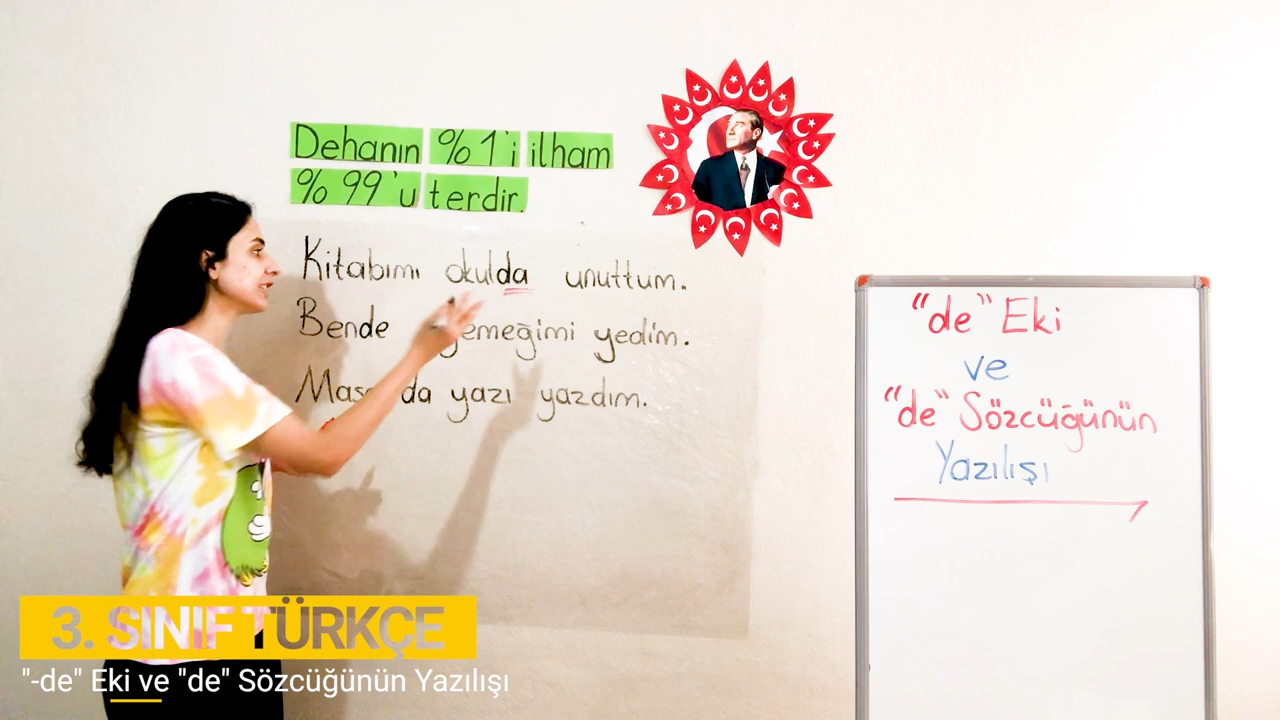 Dehanın %1'i ilham
%99'u terdir.
Kitabımı okulda unuttum.
Bende yemeğimi yedim.
da yazı yazdım.
"de" Eki
ve
"de" Sözcüğünün
Yazılışı
3. SINIF TÜRKÇE
"-de" Eki ve "de" Sözcüğünün Yazılışı